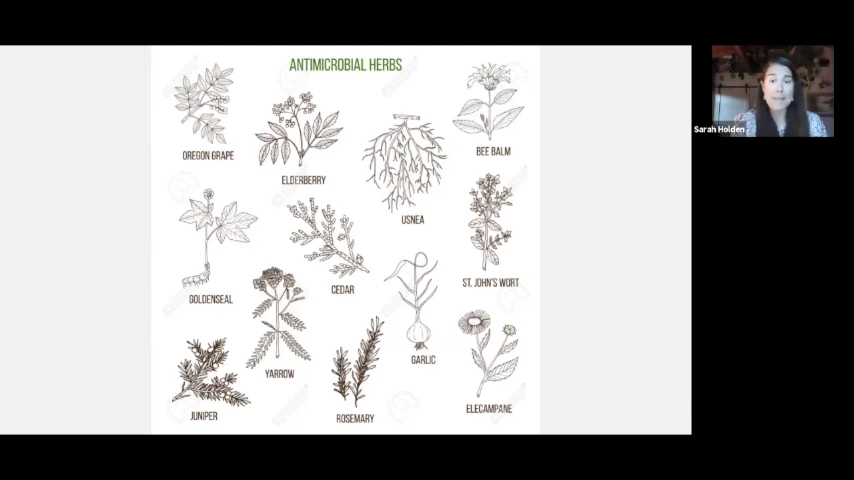 ANTIMICROBIAL HERBS
OREGON GRAPE
ELDERBERRY
USNEA
BEE BALM
GOLDENSEAL
CEDAR
ST. JOHN'S WORT
YARROW
GARLIC
JUNIPER
ROSEMARY
ELECAMPANE
Sarah Holden